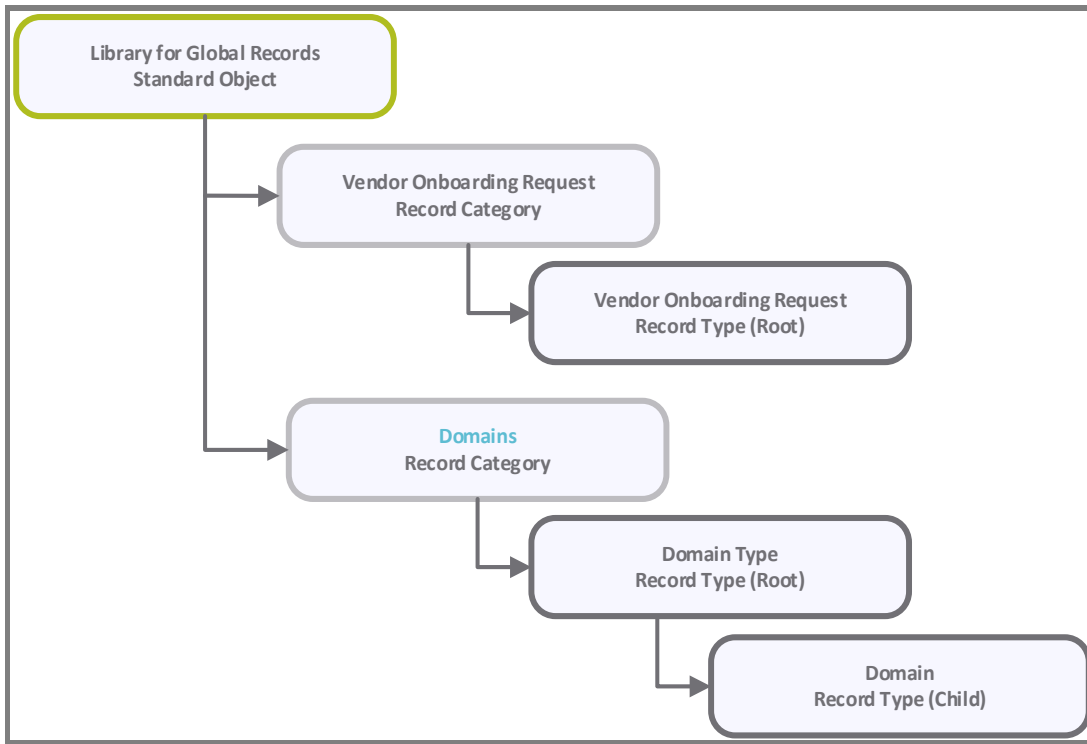 Library for Global Records
Standard Object
Vendor Onboarding Request
Record Category
Vendor Onboarding Request
Record Type (Root)
Domains
Record Category
Domain Type
Record Type (Root)
Domain
Record Type (Child)